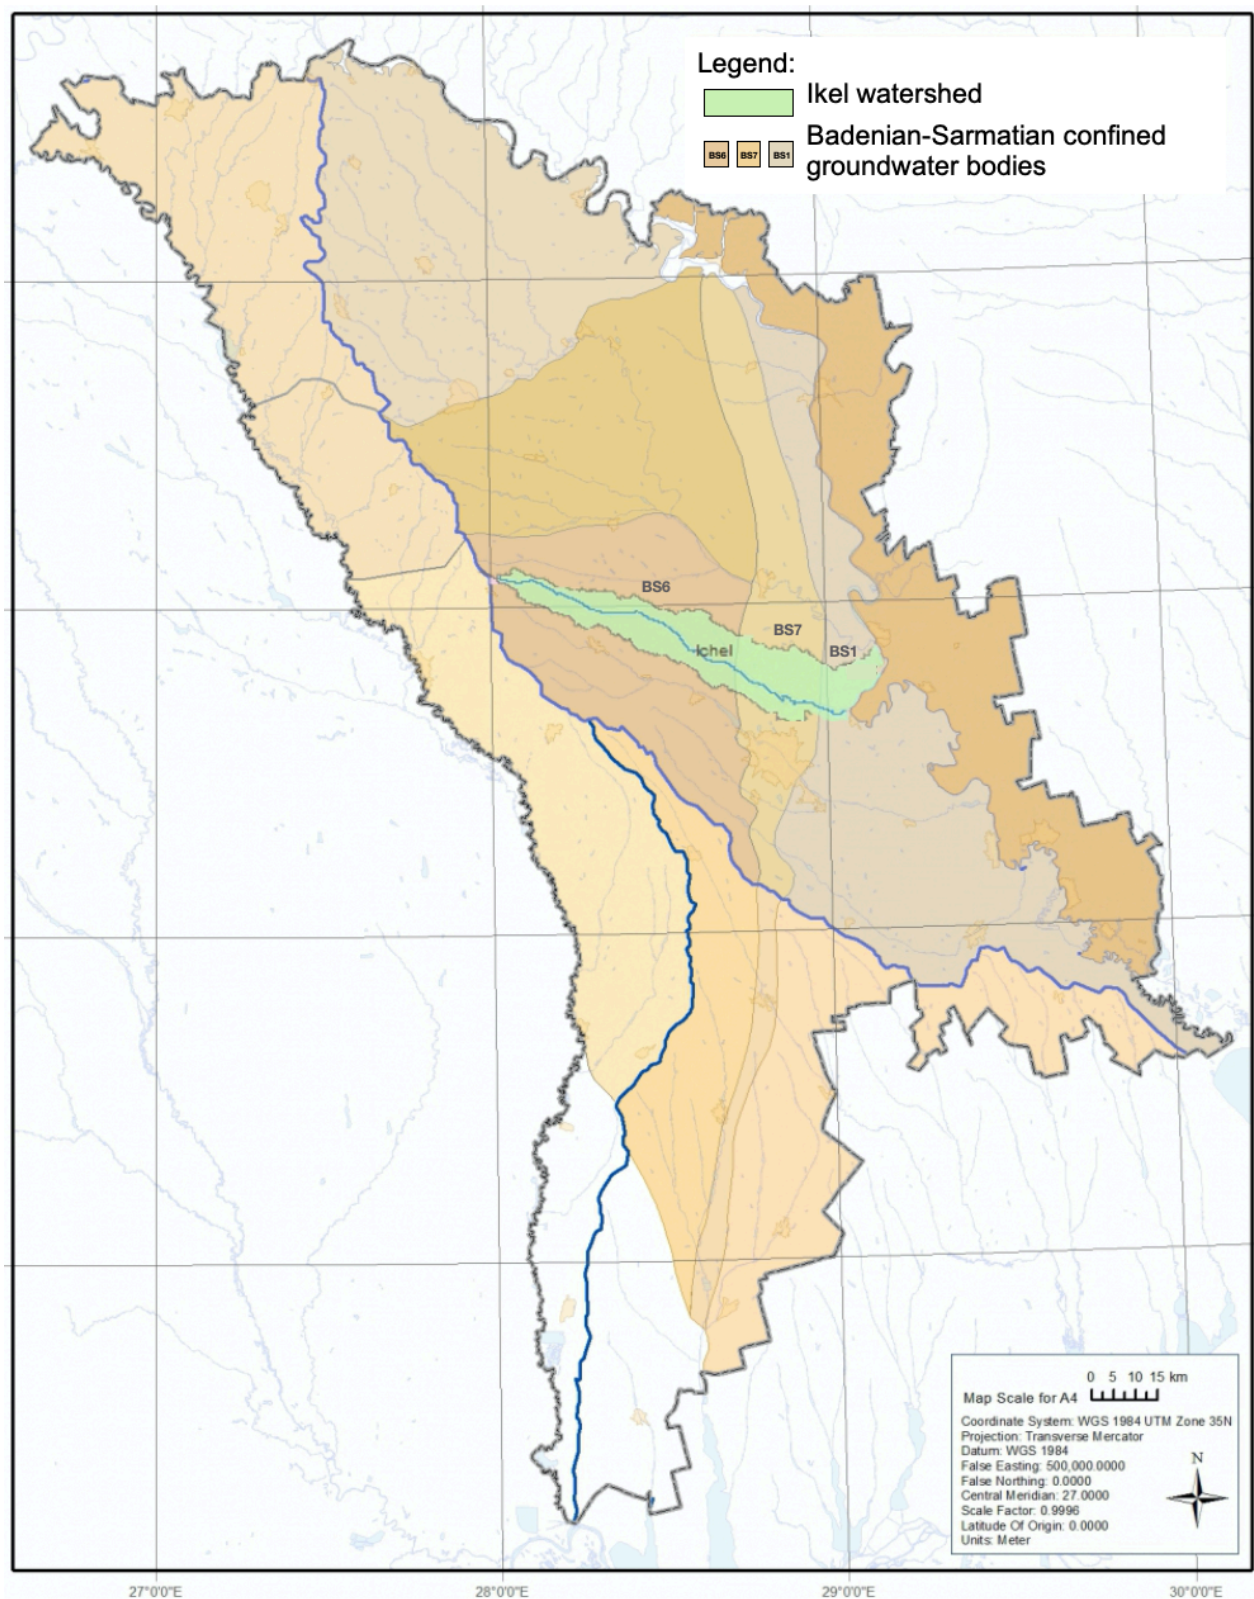 Legend:
Ikel watershed
BS6 BS7 BS1 Badenian-Sarmatian confined
groundwater bodies
BS6
BS7
Ichel
BS1
0 5 10 15 km
Map Scale for A4
Coordinate System: WGS 1984 UTM Zone 35N
Projection: Transverse Mercator
Datum: WGS 1984
False Easting: 500,000.0000
False Northing: 0.0000
Central Meridian: 27.0000
Scale Factor: 0.9996
Latitude Of Origin: 0.0000
Units: Meter
N
27°0'0"E 28°0'0"E 29°0'0"E 30°0'0"E